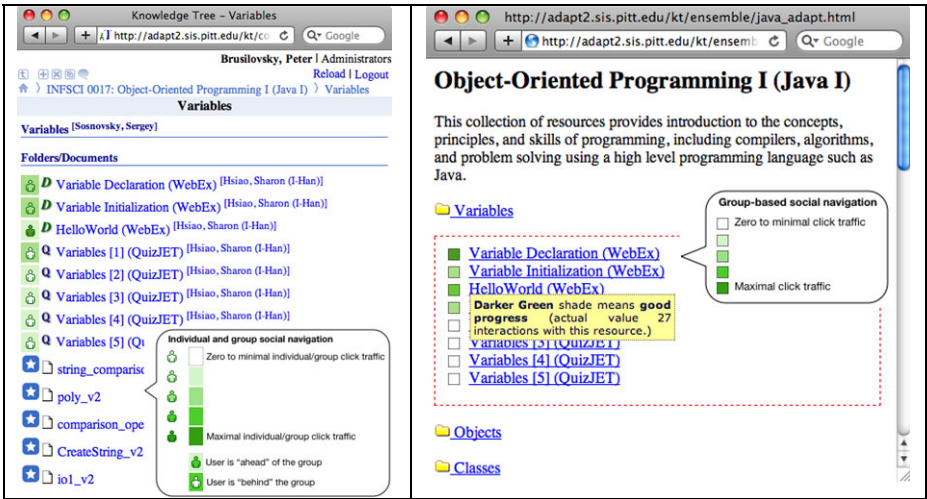 Knowledge Tree – Variables
http://adapt2.sis.pitt.edu/kt/co
Google
Brusilovsky, Peter | Administrators
Reload | Logout
INFSCI 0017: Object-Oriented Programming I (Java I) 〉 Variables
Variables
Variables [Sosnovsky, Sergey]
Folders/Documents
D Variable Declaration (WebEx) [Hsiao, Sharon (I-Han)]
D Variable Initialization (WebEx) [Hsiao, Sharon (I-Han)]
D HelloWorld (WebEx) [Hsiao, Sharon (I-Han)]
Q Variables [1] (QuizJET) [Hsiao, Sharon (I-Han)]
Q Variables [2] (QuizJET) [Hsiao, Sharon (I-Han)]
Q Variables [3] (QuizJET) [Hsiao, Sharon (I-Han)]
Q Variables [4] (QuizJET) [Hsiao, Sharon (I-Han)]
Q Variables [5] (Qu
string_comparisc
poly_v2
comparison_ope
CreateString_v2
io1_v2
Individual and group social navigation
Zero to minimal individual/group click traffic
Maximal individual/group click traffic
User is "ahead" of the group
User is "behind" the group
http://adapt2.sis.pitt.edu/kt/ensemble/java_adapt.html
http://adapt2.sis.pitt.edu/kt/ensemb
Google
Object-Oriented Programming I (Java I)
This collection of resources provides introduction to the concepts,
principles, and skills of programming, including compilers, algorithms,
and problem solving using a high level programming language such as
Java.
Variables
Variable Declaration (WebEx)
Variable Initialization (WebEx)
HelloWorld (WebEx)
Darker Green shade means good
progress (actual value 27
interactions with this resource.)
Variables [3] (QuizJET)
Variables [4] (QuizJET)
Variables [5] (QuizJET)
Group-based social navigation
Zero to minimal click traffic
Maximal click traffic
Objects
Classes